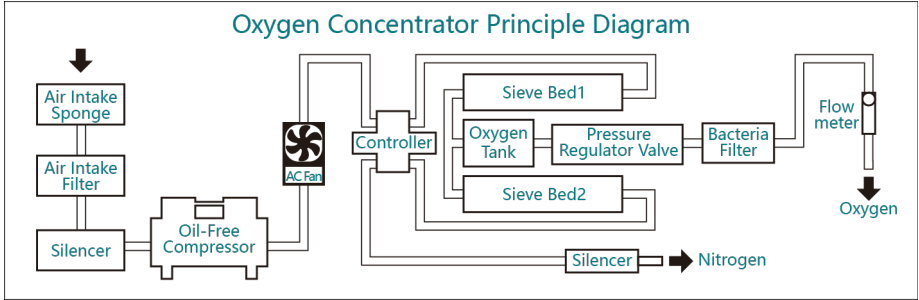 Oxygen Concentrator Principle Diagram
Air Intake
Sponge
Air Intake
Filter
Silencer
Oil-Free
Compressor
AC Fan
Controller
Sieve Bed1
Oxygen
Tank
Sieve Bed2
Pressure
Regulator Valve
Bacteria
Filter
Flow
meter
Oxygen
Silencer
Nitrogen